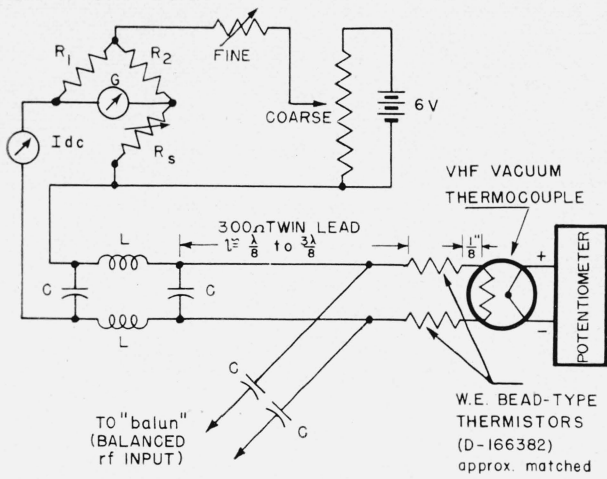 R1
R2
G
FINE
COARSE
6V
Idc
Rs
VHF VACUUM
THERMOCOUPLE
300Ω TWIN LEAD
l ≅ λ/8 to 3λ/8
1/8"
L
C
C
L
+
−
POTENTIOMETER
C
C
TO "balun"
(BALANCED
rf INPUT)
W.E. BEAD-TYPE
THERMISTORS
(D-166382)
approx. matched